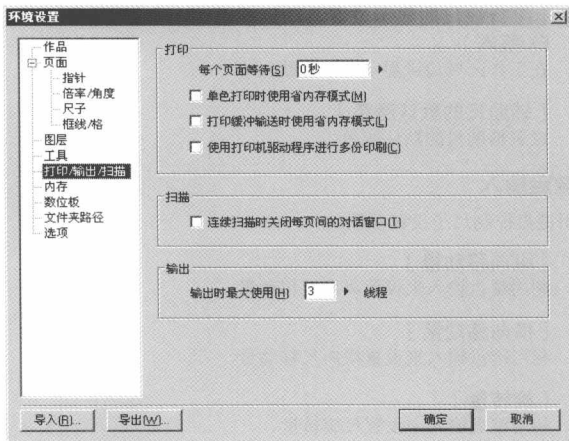 环境设置
作品
页面
指针
倍率/角度
尺子
框线/格
图层
工具
打印/输出/扫描
内存
数位板
文件夹路径
选项
打印
每个页面等待(S) 0秒
单色打印时使用省内存模式(M)
打印缓冲输送时使用省内存模式(L)
使用打印机驱动程序进行多份印刷(C)
扫描
连续扫描时关闭每页间的对话窗口(T)
输出
输出时最大使用(H) 3 线程
导入(R)... 导出(W)... 确定 取消